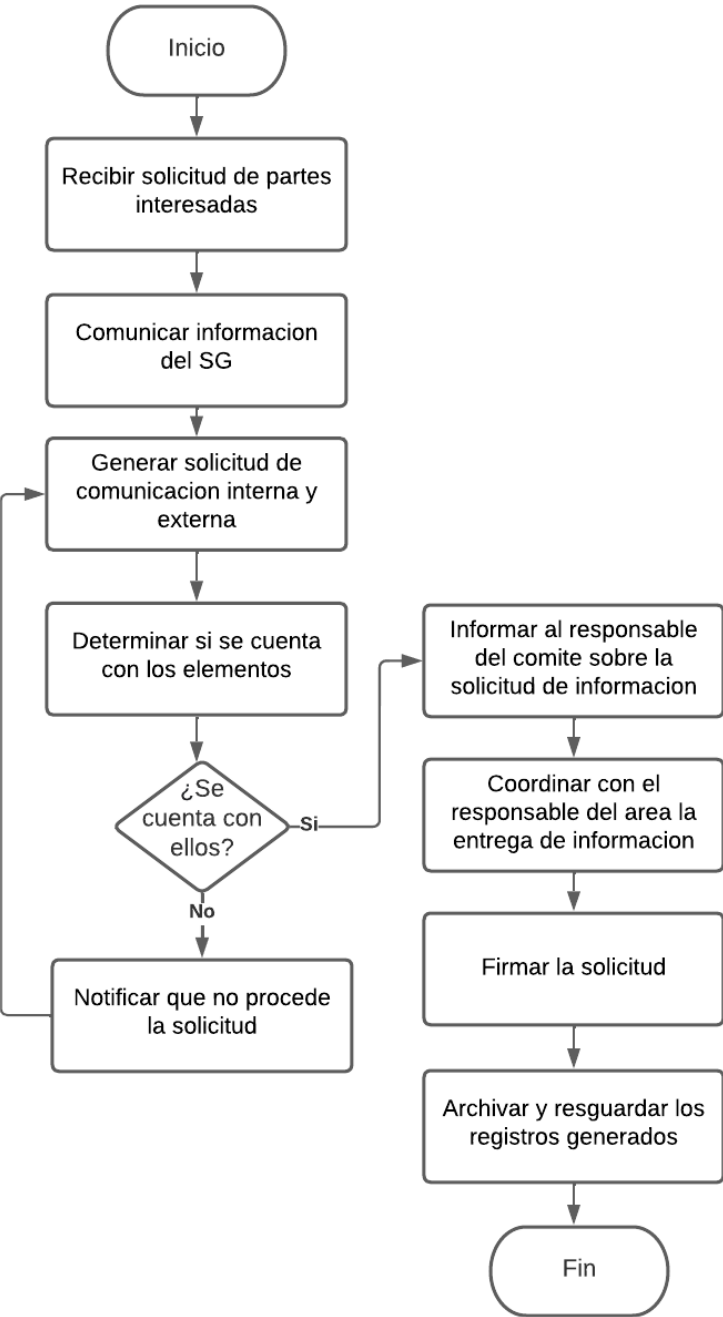 Inicio
Recibir solicitud de partes
interesadas
Comunicar informacion
del SG
Generar solicitud de
comunicacion interna y
externa
Determinar si se cuenta
con los elementos
¿Se
cuenta con
ellos?
Si
No
Notificar que no procede
la solicitud
Informar al responsable
del comite sobre la
solicitud de informacion
Coordinar con el
responsable del area la
entrega de informacion
Firmar la solicitud
Archivar y resguardar los
registros generados
Fin